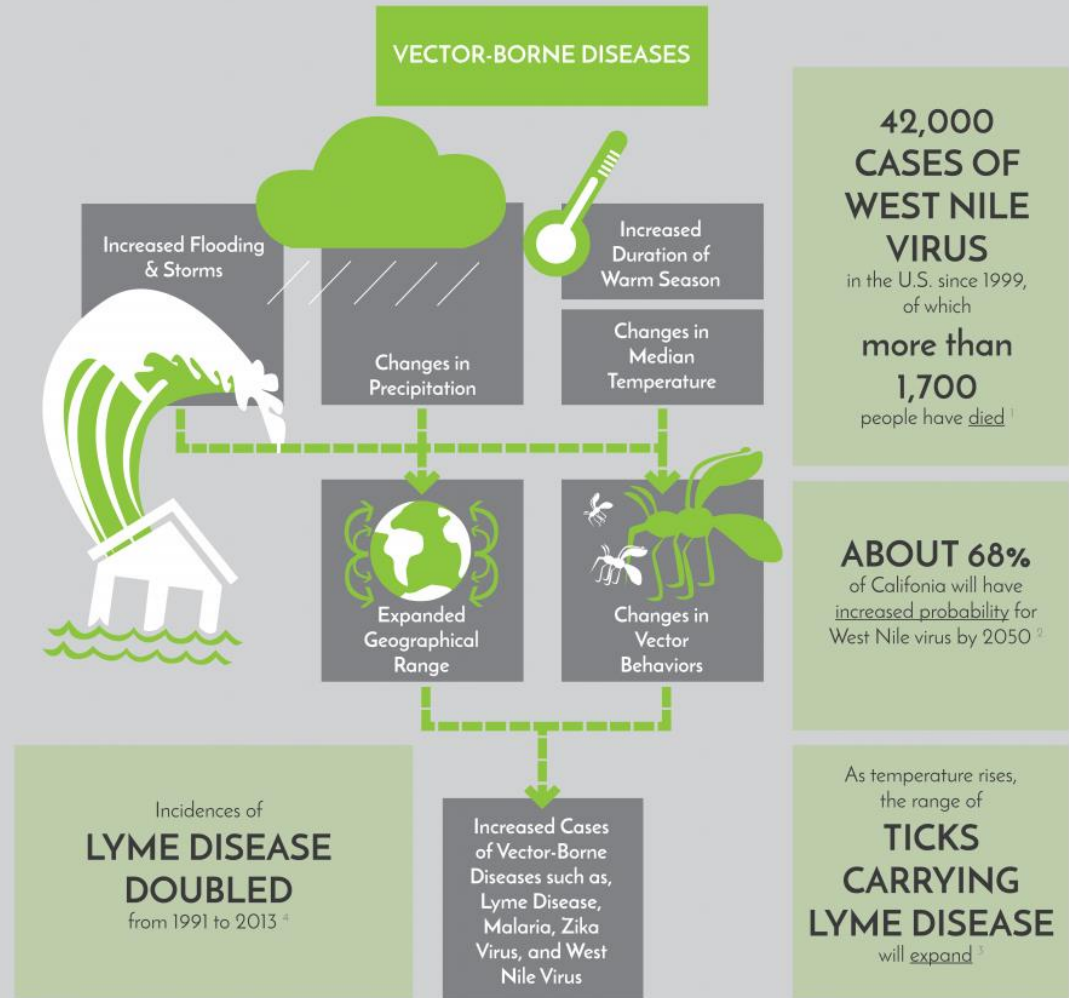 VECTOR-BORNE DISEASES
Increased Flooding
& Storms
Changes in
Precipitation
Increased
Duration of
Warm Season
Changes in
Median
Temperature
Expanded
Geographical
Range
Changes in
Vector
Behaviors
Increased Cases
of Vector-Borne
Diseases such as,
Lyme Disease,
Malaria, Zika
Virus, and West
Nile Virus
42,000
CASES OF
WEST NILE
VIRUS
in the U.S. since 1999,
of which
more than
1,700
people have died 1
ABOUT 68%
of Califonia will have
increased probability for
West Nile virus by 2050 2
As temperature rises,
the range of
TICKS
CARRYING
LYME DISEASE
will expand 3
Incidences of
LYME DISEASE
DOUBLED
from 1991 to 2013 4